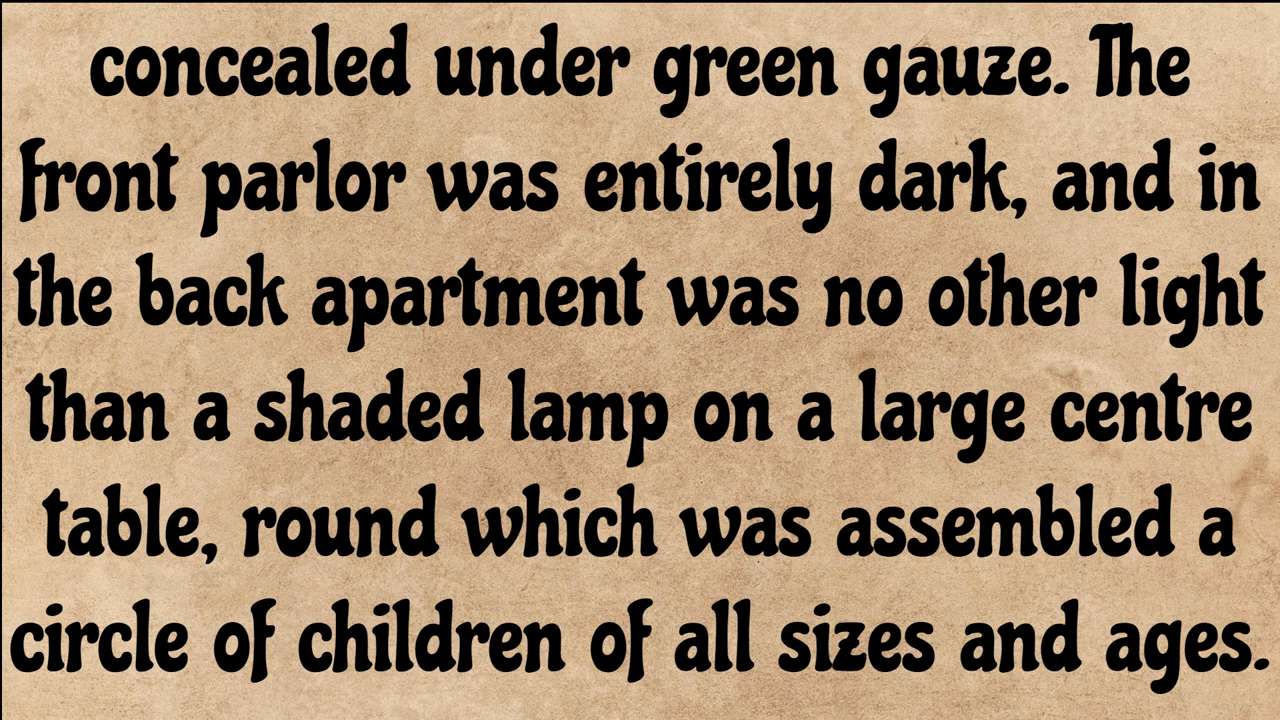 concealed under green gauze. The
front parlor was entirely dark, and in
the back apartment was no other light
than a shaded lamp on a large centre
table, round which was assembled a
circle of children of all sizes and ages.